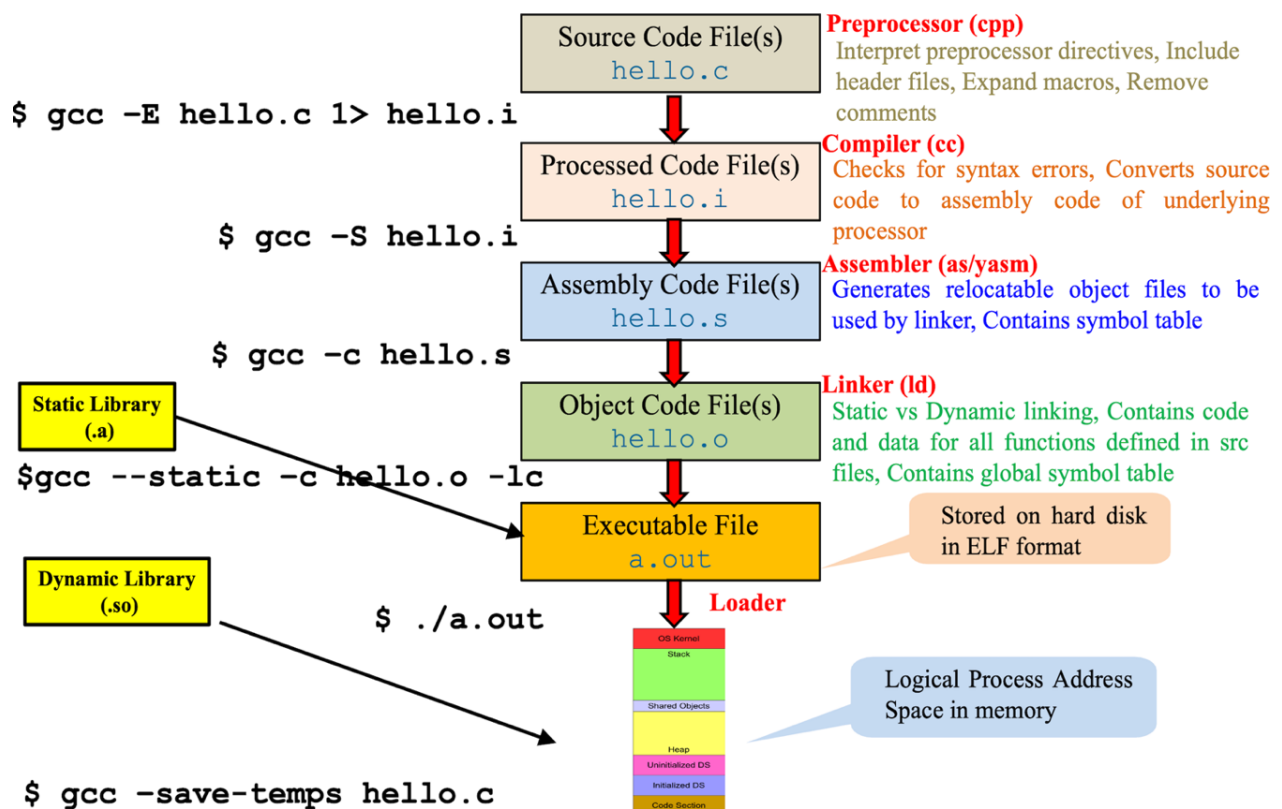 Source Code File(s)
hello.c
Preprocessor (cpp)
Interpret preprocessor directives, Include
header files, Expand macros, Remove
comments
$ gcc –E hello.c 1> hello.i
Processed Code File(s)
hello.i
Compiler (cc)
Checks for syntax errors, Converts source
code to assembly code of underlying
processor
$ gcc –S hello.i
Assembly Code File(s)
hello.s
Assembler (as/yasm)
Generates relocatable object files to be
used by linker, Contains symbol table
$ gcc –c hello.s
Static Library
(.a)
Object Code File(s)
hello.o
Linker (ld)
Static vs Dynamic linking, Contains code
and data for all functions defined in src
files, Contains global symbol table
$gcc --static –c hello.o -lc
Executable File
a.out
Stored on hard disk
in ELF format
Dynamic Library
(.so)
$ ./a.out
Loader
OS Kernel
Stack
Shared Objects
Heap
Uninitialized DS
Initialized DS
Code Section
Logical Process Address
Space in memory
$ gcc –save-temps hello.c